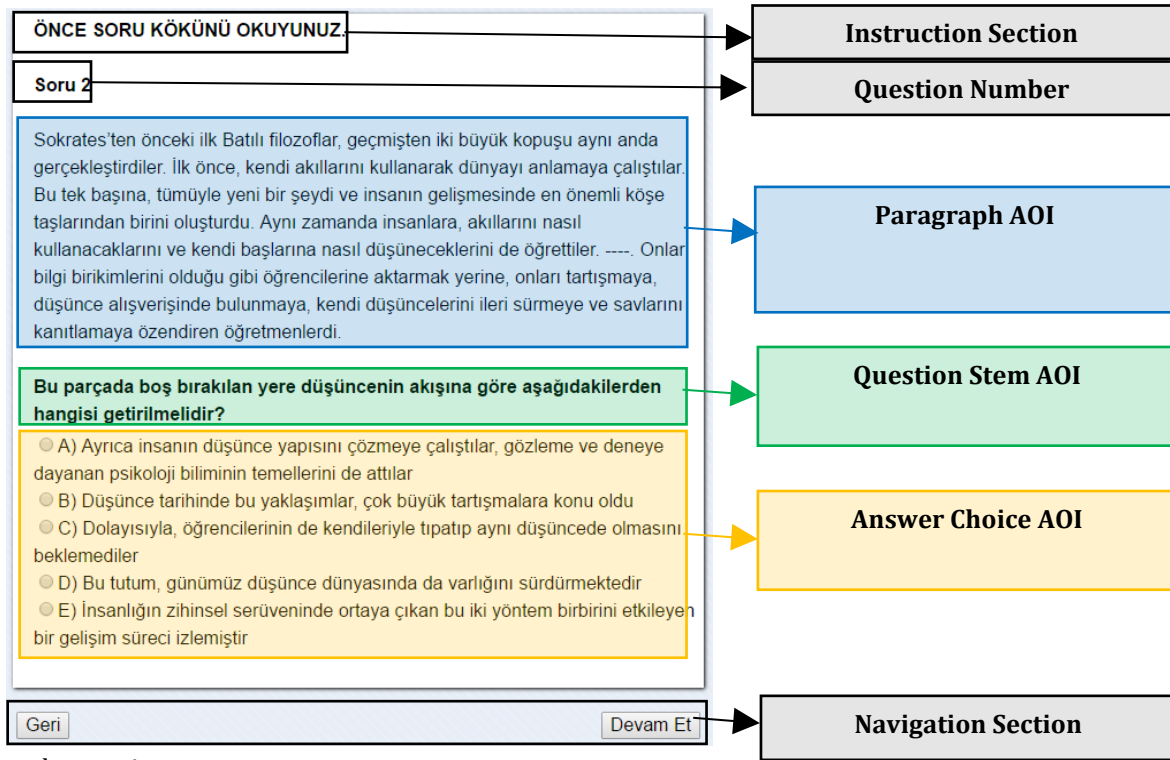 ÖNCE SORU KÖKÜNÜ OKUYUNUZ.
Instruction Section
Soru 2
Question Number
Sokrates’ten önceki ilk Batılı filozoflar, geçmişten iki büyük kopuşu aynı anda
gerçekleştirdiler. İlk önce, kendi akıllarını kullanarak dünyayı anlamaya çalıştılar.
Bu tek başına, tümüyle yeni bir şeydi ve insanın gelişmesinde en önemli köşe
taşlarından birini oluşturdu. Aynı zamanda insanlara, akıllarını nasıl
kullanacaklarını ve kendi başlarına nasıl düşüneceklerini de öğrettiler. ----. Onlar
bilgi birikimlerini olduğu gibi öğrencilerine aktarmak yerine, onları tartışmaya,
düşünce alışverişinde bulunmaya, kendi düşüncelerini ileri sürmeye ve savlarını
kanıtlamaya özendiren öğretmenlerdi.
Paragraph AOI
Bu parçada boş bırakılan yere düşüncenin akışına göre aşağıdakilerden
hangisi getirilmelidir?
Question Stem AOI
A) Ayrıca insanın düşünce yapısını çözmeye çalıştılar, gözleme ve deneye
dayanan psikoloji biliminin temellerini de attılar
B) Düşünce tarihinde bu yaklaşımlar, çok büyük tartışmalara konu oldu
C) Dolayısıyla, öğrencilerinin de kendileriyle tıpatıp aynı düşüncede olmasını
beklemediler
D) Bu tutum, günümüz düşünce dünyasında da varlığını sürdürmektedir
E) İnsanlığın zihinsel serüveninde ortaya çıkan bu iki yöntem birbirini etkileyen
bir gelişim süreci izlemiştir
Answer Choice AOI
Geri
Devam Et
Navigation Section